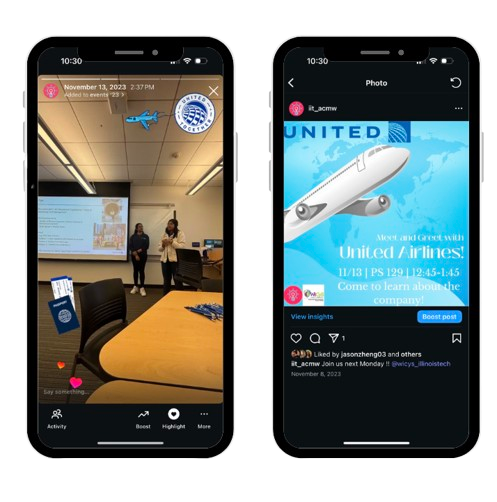 10:30
November 13, 2023 2:37 PM
Added to events '23 >
UNITED
TOGETHER
Say something...
Activity
Boost
Highlight
More
10:30
Photo
iit_acmw
UNITED
Meet and Greet with
United Airlines!
11/13 | PS 129 | 12:45-1:45
Come to learn about the
company!
View insights
Boost post
1
Liked by jasonzheng03 and others
iit_acmw Join us next Monday !! @wicys_illinoistech
November 8, 2023